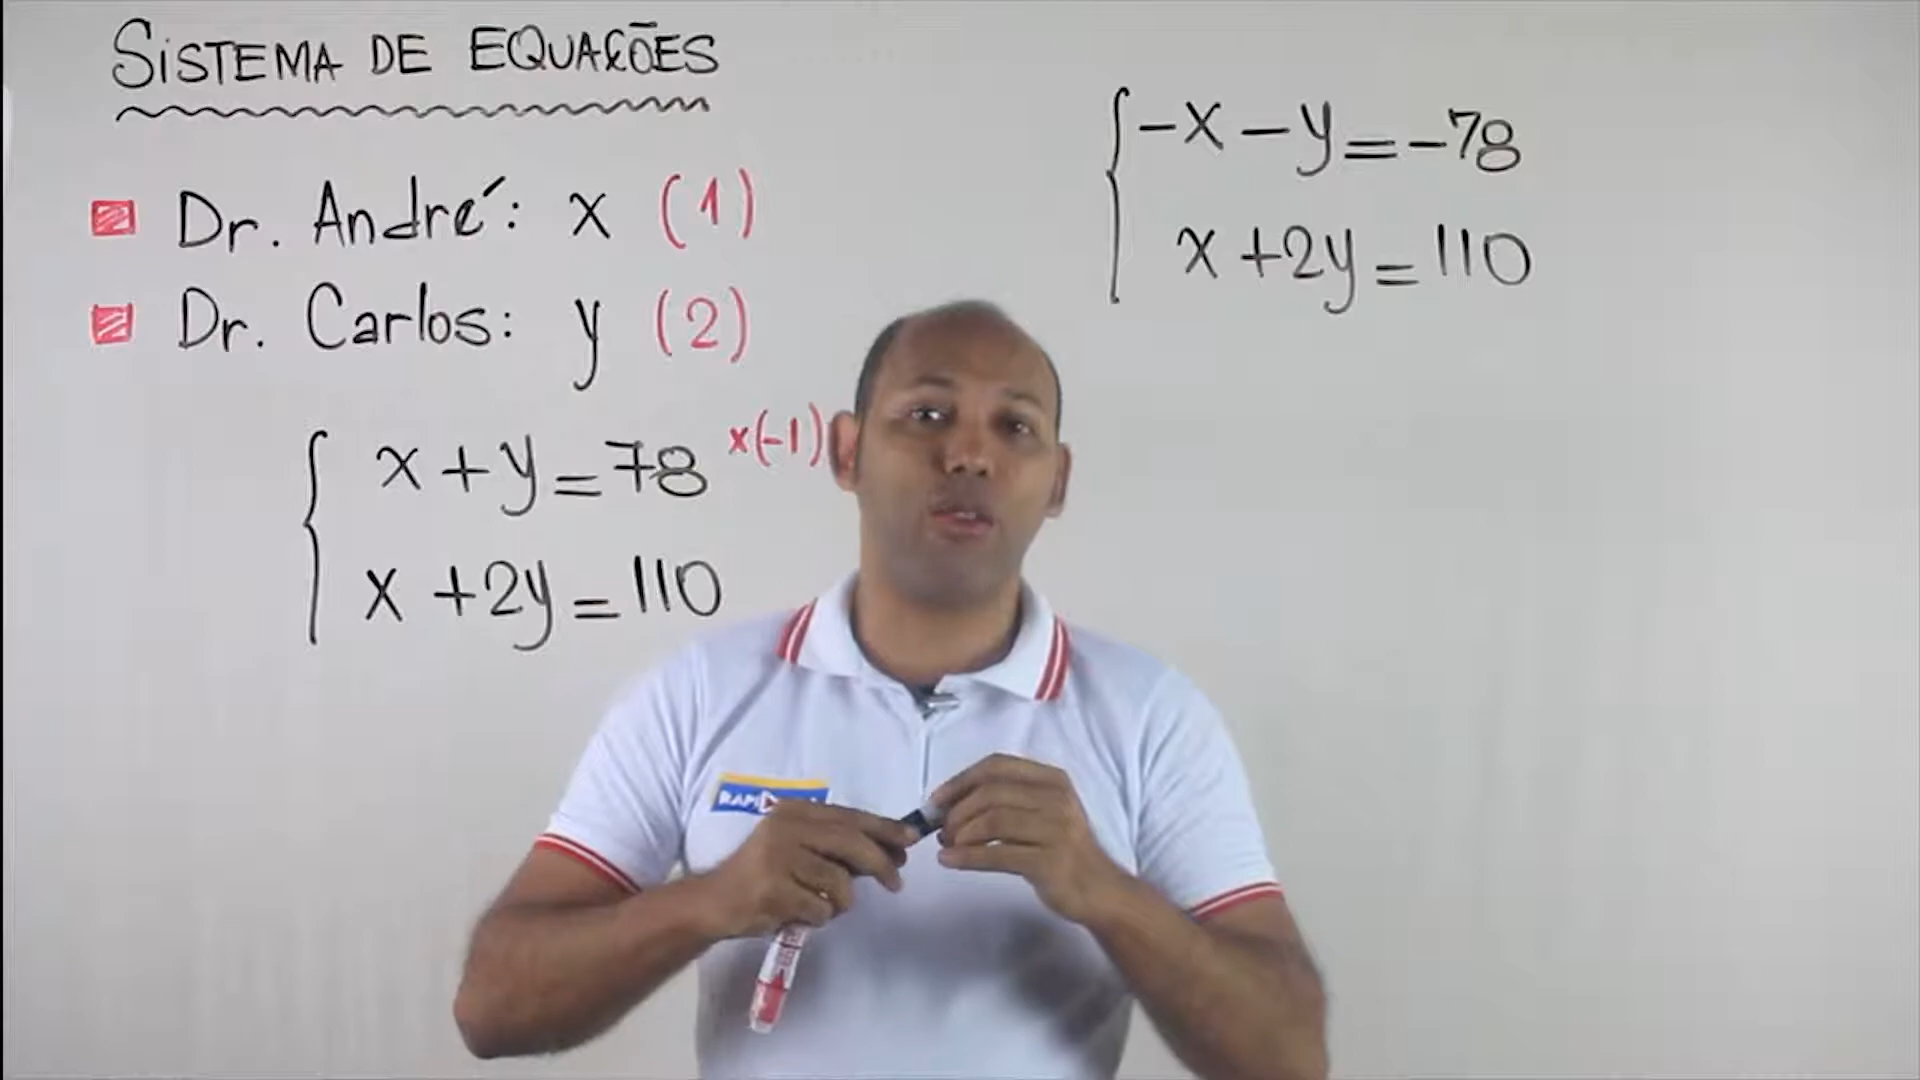 SISTEMA DE EQUAÇÕES
Dr. André: x (1)
Dr. Carlos: y (2)
x + y = 78 x(-1)
x + 2y = 110
-x - y = -78
x + 2y = 110